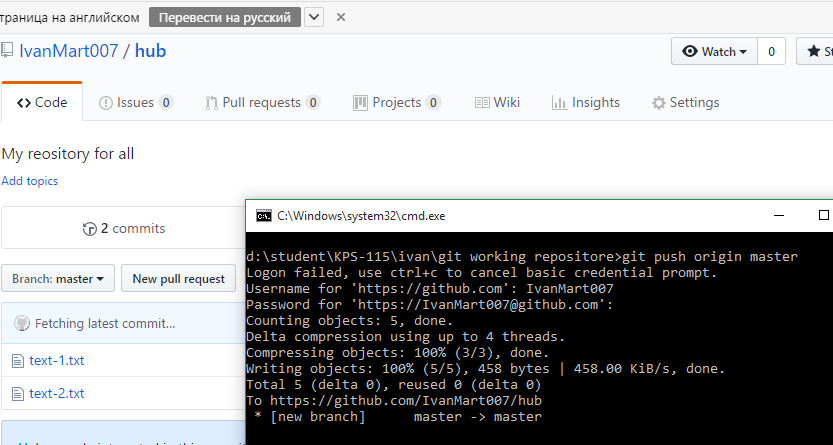 траница на английском Перевести на русский
IvanMart007 / hub
Watch 0 St
Code Issues 0 Pull requests 0 Projects 0 Wiki Insights Settings
My reository for all
Add topics
2 commits
Branch: master New pull request
Fetching latest commit...
text-1.txt
text-2.txt
C:\Windows\system32\cmd.exe
d:\student\KPS-115\ivan\git working repositore>git push origin master
Logon failed, use ctrl+c to cancel basic credential prompt.
Username for 'https://github.com': IvanMart007
Password for 'https://IvanMart007@github.com':
Counting objects: 5, done.
Delta compression using up to 4 threads.
Compressing objects: 100% (3/3), done.
Writing objects: 100% (5/5), 458 bytes | 458.00 KiB/s, done.
Total 5 (delta 0), reused 0 (delta 0)
To https://github.com/IvanMart007/hub
* [new branch] master -> master